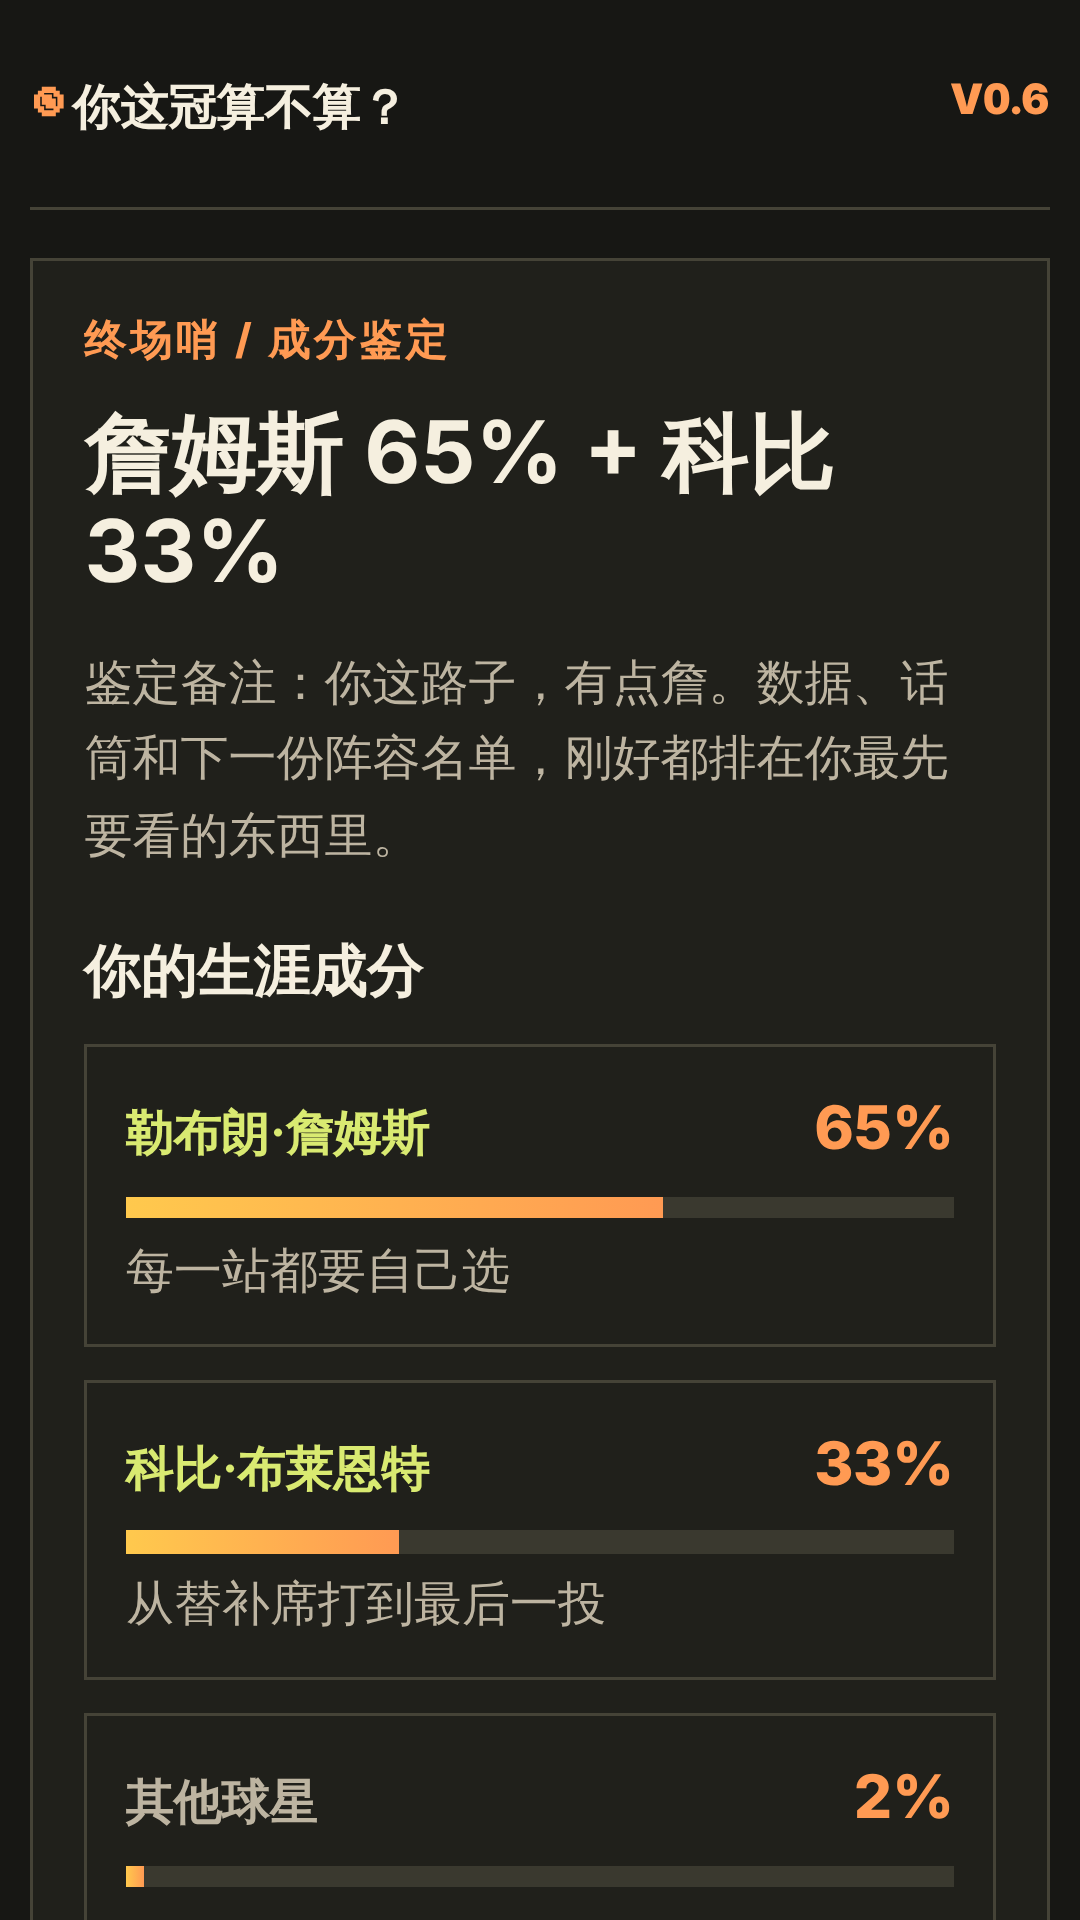 你这冠算不算？
V0.6
终场哨 / 成分鉴定
詹姆斯 65% + 科比
33%
鉴定备注：你这路子，有点詹。数据、话
筒和下一份阵容名单，刚好都排在你最先
要看的东西里。
你的生涯成分
勒布朗·詹姆斯
65%
每一站都要自己选
科比·布莱恩特
33%
从替补席打到最后一投
其他球星
2%